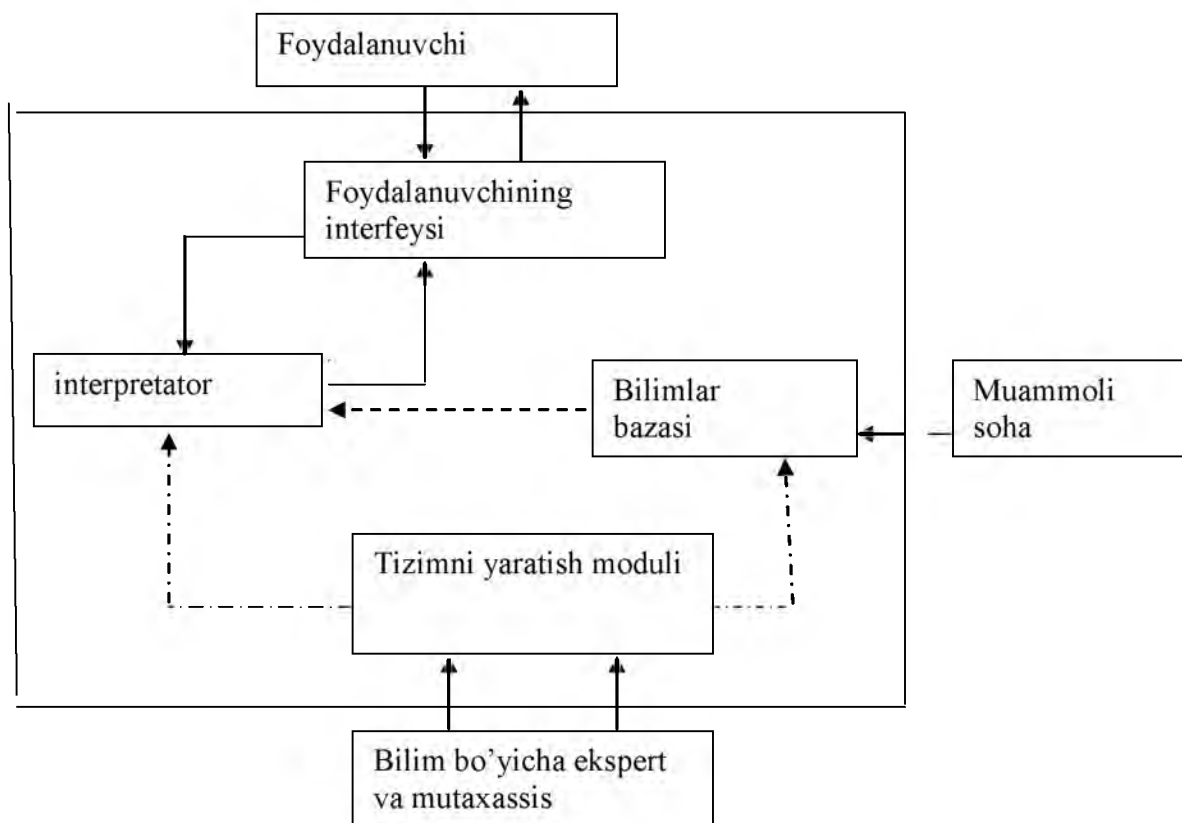 Foydalanuvchi
Foydalanuvchining
interfeysi
interpretator
Bilimlar
bazasi
Muammoli
soha
Tizimni yaratish moduli
Bilim bo’yicha ekspert
va mutaxassis